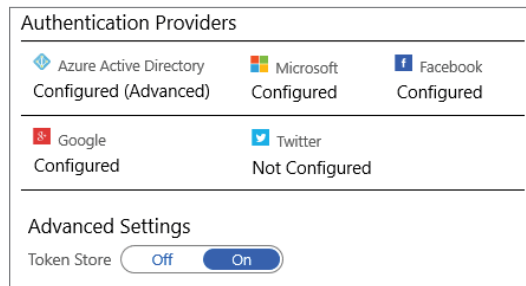 Authentication Providers
Azure Active Directory Microsoft f Facebook
Configured (Advanced) Configured Configured
8+ Google Twitter
Configured Not Configured
Advanced Settings
Token Store Off On